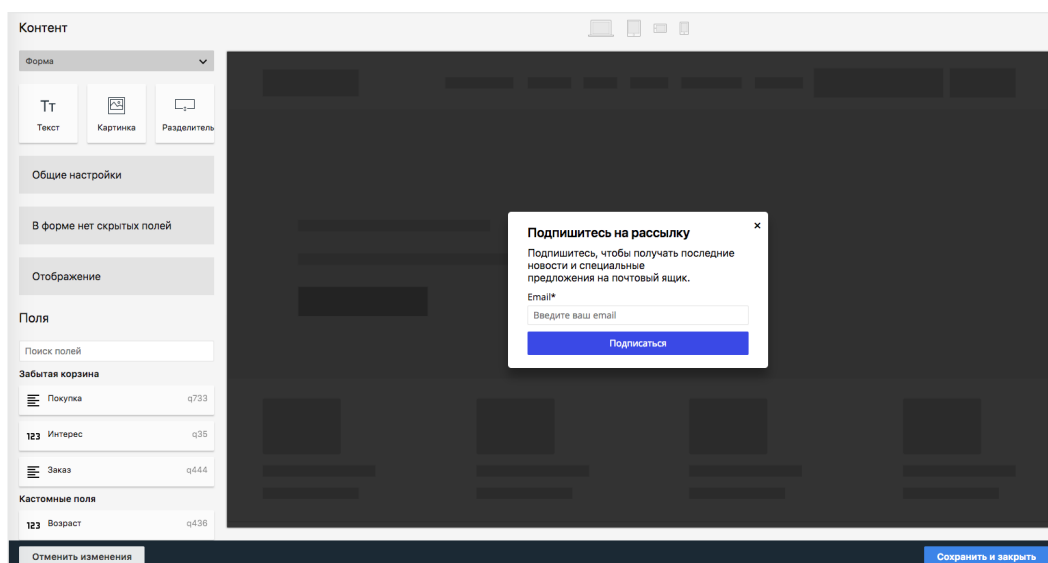 Контент
Форма
Тт
Текст
Картинка
Разделитель
Общие настройки
В форме нет скрытых полей
Отображение
Поля
Поиск полей
Забытая корзина
Покупка q733
123 Интерес q35
Заказ q444
Кастомные поля
123 Возраст q436
Подпишитесь на рассылку
Подпишитесь, чтобы получать последние
новости и специальные
предложения на почтовый ящик.
Email*
Введите ваш email
Подписаться
Отменить изменения
Сохранить и закрыть